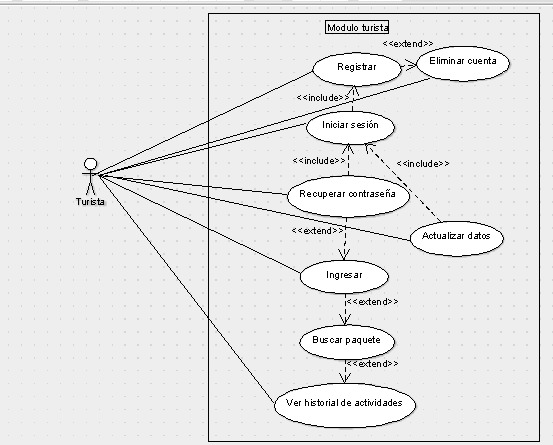 Modulo turista
<<extend>>
Registrar
Eliminar cuenta
<<include>>
Iniciar sesión
<<include>>
<<include>>
Turista
Recuperar contraseña
<<extend>>
Actualizar datos
Ingresar
<<extend>>
Buscar paquete
<<extend>>
Ver historial de actividades